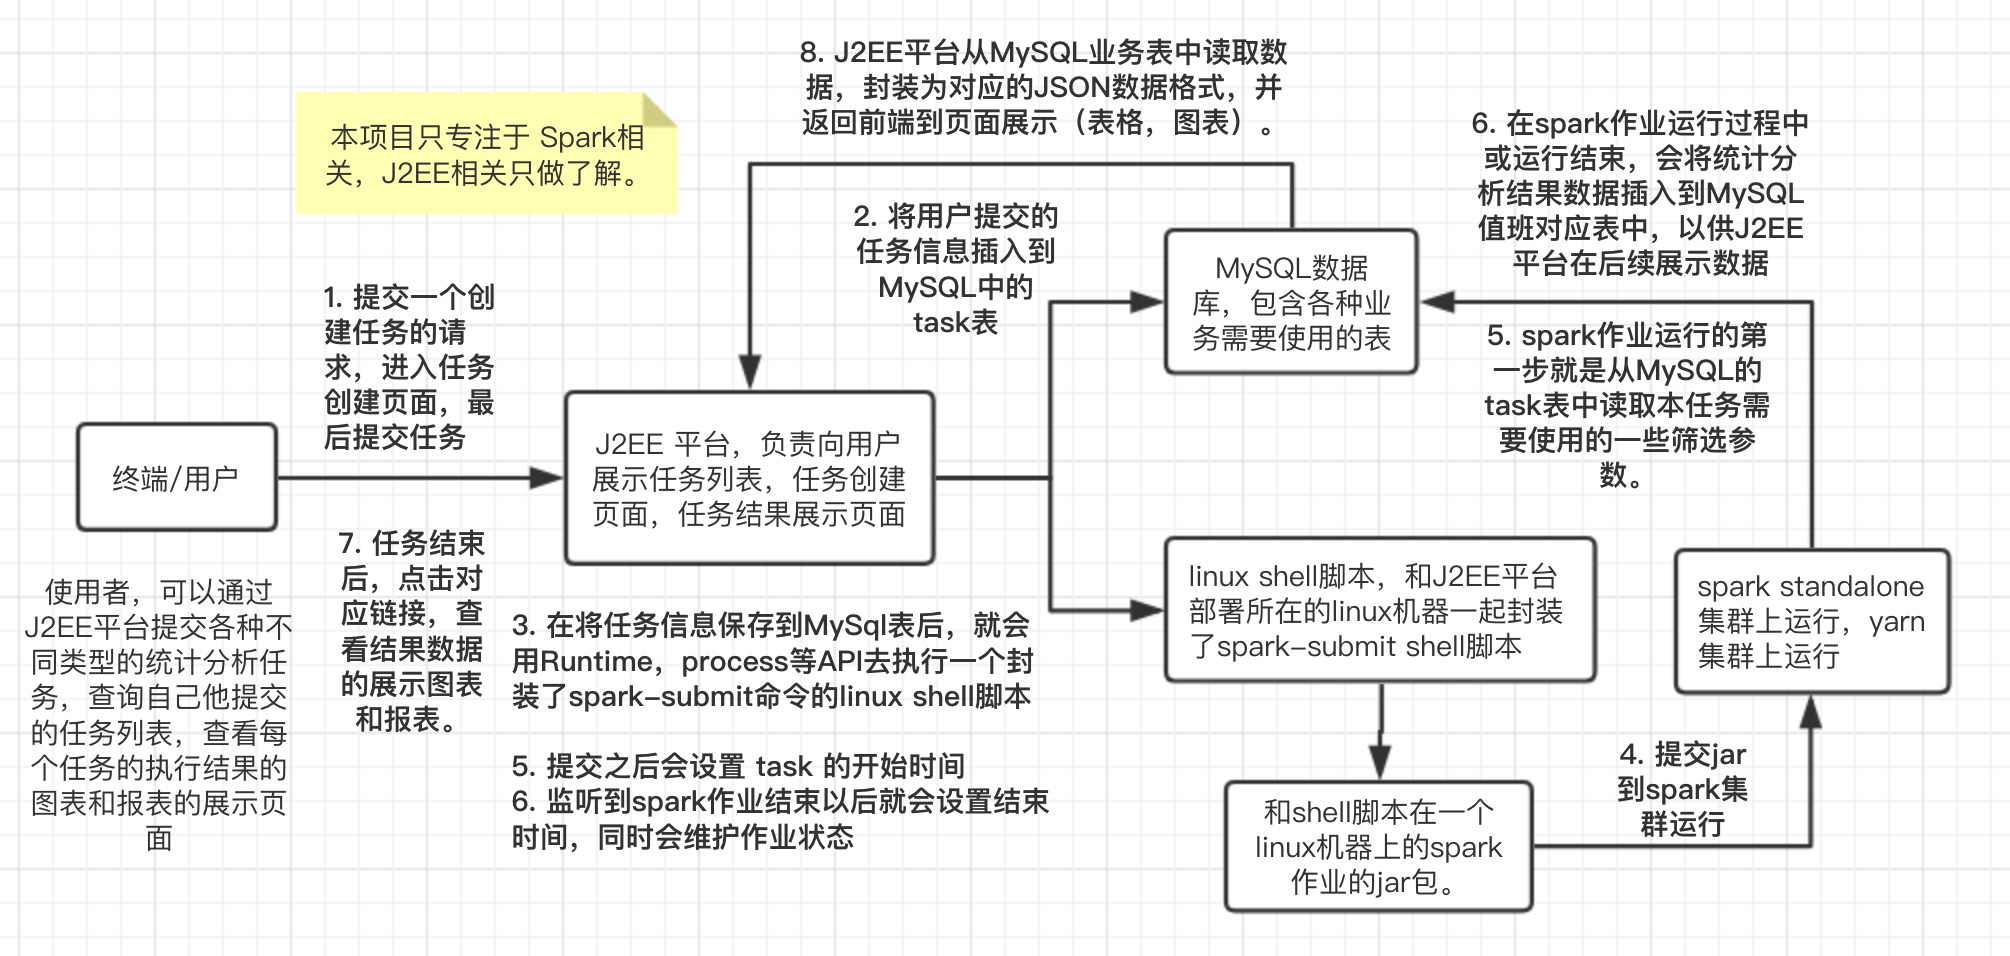 8. J2EE平台从MySQL业务表中读取数
据，封装为对应的JSON数据格式，并
返回前端到页面展示（表格，图表）。
本项目只专注于 Spark相
关，J2EE相关只做了解。
6. 在spark作业运行过程中
或运行结束，会将统计分
析结果数据插入到MySQL
值班对应表中，以供J2EE
平台在后续展示数据
2. 将用户提交的
任务信息插入到
MySQL中的
task表
MySQL数据
库，包含各种业
务需要使用的表
1. 提交一个创
建任务的请
求，进入任务
创建页面，最
后提交任务
5. spark作业运行的第
一步就是从MySQL的
task表中读取本任务需
要使用的一些筛选参
数。
终端/用户
J2EE 平台，负责向用户
展示任务列表，任务创建
页面，任务结果展示页面
7. 任务结束
后，点击对
应链接，查
看结果数据
的展示图表
和报表。
linux shell脚本，和J2EE平台
部署所在的linux机器一起封装
了spark-submit shell脚本
spark standalone
集群上运行，yarn
集群上运行
使用者，可以通过
J2EE平台提交各种不
同类型的统计分析任
务，查询自己他提交
的任务列表，查看每
个任务的执行结果的
图表和报表的展示页
面
3. 在将任务信息保存到MySql表后，就会
用Runtime，process等API去执行一个封
装了spark-submit命令的linux shell脚本
5. 提交之后会设置 task 的开始时间
6. 监听到spark作业结束以后就会设置结束
时间，同时会维护作业状态
4. 提交jar
到spark集
群运行
和shell脚本在一个
linux机器上的spark
作业的jar包。